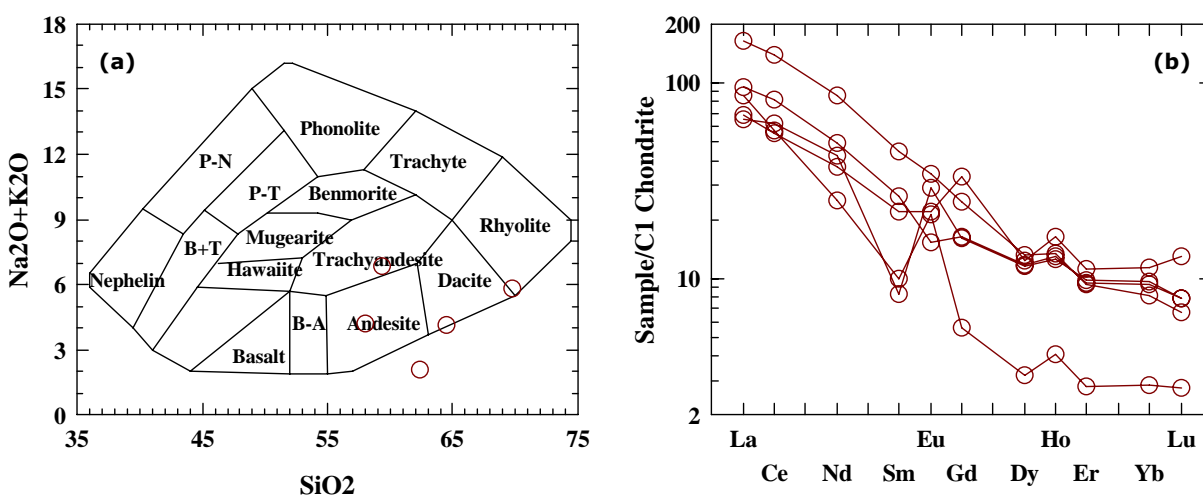 (a)
Na2O+K2O
18
15
12
9
6
3
0
Phonolite
P-N
Trachyte
P-T
Benmorite
Rhyolite
Mugearite
B+T
Trachyandesite
Hawaiite
Nephelin
Dacite
B-A
Andesite
Basalt
35
45
55
65
75
SiO2
(b)
Sample/C1 Chondrite
200
100
10
2
La
Eu
Ho
Lu
Ce
Nd
Sm
Gd
Dy
Er
Yb